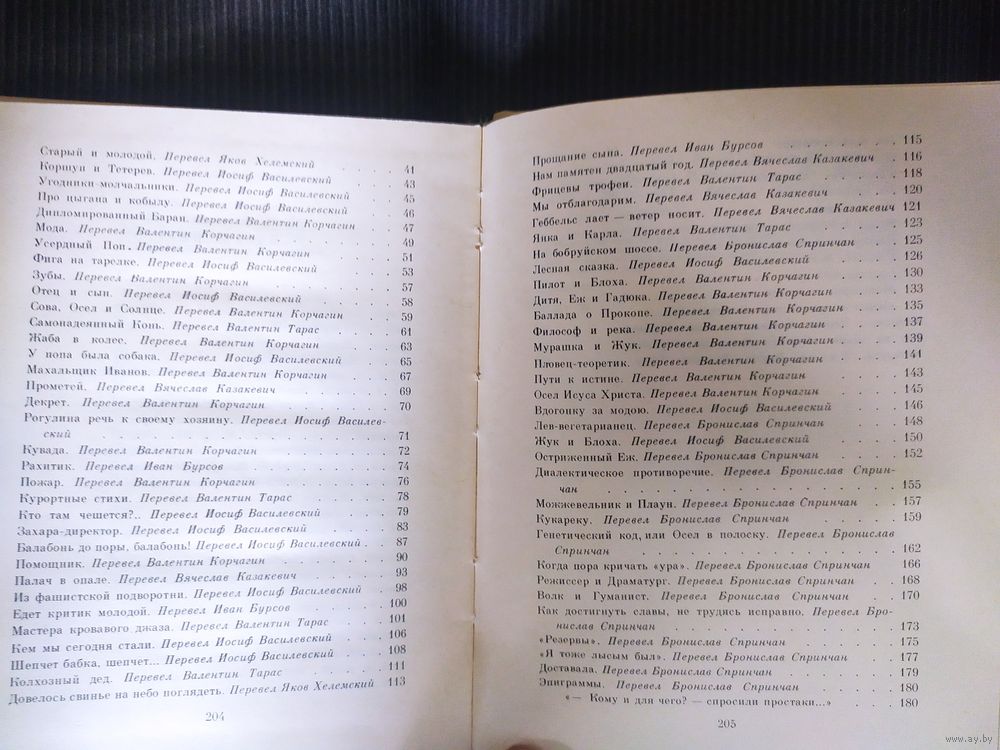 Старый и молодой. Перевел Яков Хелемский . . . . 41
Коршун и Тетерев. Перевел Иосиф Василевский . . . 43
Угодники-молчальники. Перевел Иосиф Василевский . . 45
Про цыгана и кобылу. Перевел Иосиф Василевский . . 46
Дипломированный Баран. Перевел Валентин Корчагин . . 47
Мода. Перевел Валентин Корчагин . . . . . 49
Усердный Поп. Перевел Валентин Корчагин . . . . 51
Фига на тарелке. Перевел Иосиф Василевский . . . 53
Зубы. Перевел Валентин Корчагин . . . . . 57
Отец и сын. Перевел Иосиф Василевский . . . . 58
Сова, Осел и Солнце. Перевел Валентин Корчагин . . 59
Самонадеянный Конь. Перевел Валентин Тарас . . . 61
Жаба в колесе. Перевел Валентин Корчагин . . . 63
У попа была собака. Перевел Иосиф Василевский . . 65
Махальщик Иванов. Перевел Валентин Корчагин . . . 67
Прометей. Перевел Вячеслав Казакевич . . . . 69
Декрет. Перевел Валентин Корчагин . . . . . 70
Рогулина речь к своему хозяину. Перевел Иосиф Василев-
ский . . . . . . . . . . . 71
Кувада. Перевел Валентин Корчагин . . . . . 72
Рахитик. Перевел Иван Бурсов . . . . . . 74
Пожар. Перевел Валентин Корчагин . . . . . 76
Курортные стихи. Перевел Валентин Тарас . . . . 78
Кто там чешется?.. Перевел Иосиф Василевский . . . 79
Захара-директор. Перевел Иосиф Василевский . . . 83
Балабонь до поры, балабонь! Перевел Иосиф Василевский . 87
Помощник. Перевел Валентин Корчагин . . . . 90
Палач в опале. Перевел Вячеслав Казакевич . . . . 93
Из фашистской подворотни. Перевел Иосиф Василевский . . 98
Едет критик молодой. Перевел Иван Бурсов . . . . 100
Мастера кровавого джаза. Перевел Валентин Тарас . . . 101
Кем мы сегодня стали. Перевел Иосиф Василевский . . . 106
Шепчет бабка, шепчет... Перевел Иосиф Василевский . . . 108
Колхозный дед. Перевел Валентин Тарас . . . . 111
Довелось свинье на небо поглядеть. Перевел Яков Хелемский 113
204
Прощание сына. Перевел Иван Бурсов . . . . . 115
Нам памятен двадцатый год. Перевел Вячеслав Казакевич . 116
Фрицевы трофеи. Перевел Валентин Тарас . . . . 118
Мы отблагодарим. Перевел Вячеслав Казакевич . . . 120
Геббельс лает — ветер носит. Перевел Вячеслав Казакевич 121
Янка и Карла. Перевел Валентин Тарас . . . . 123
На бобруйском шоссе. Перевел Бронислав Спринчан . . 125
Лесная сказка. Перевел Иосиф Василевский . . . . 126
Пилот и Блоха. Перевел Валентин Корчагин . . . 130
Дитя, Еж и Гадюка. Перевел Валентин Корчагин . . . 133
Баллада о Прокопе. Перевел Валентин Корчагин . . . 135
Философ и река. Перевел Валентин Корчагин . . . 137
Мурашка и Жук. Перевел Валентин Корчагин . . . 139
Пловец-теоретик. Перевел Валентин Корчагин . . . 141
Пути к истине. Перевел Валентин Корчагин . . . . 143
Осел Исуса Христа. Перевел Валентин Корчагин . . . 145
Вдогонку за модою. Перевел Иосиф Василевский . . . 146
Лев-вегетарианец. Перевел Бронислав Спринчан . . . 148
Жук и Блоха. Перевел Иосиф Василевский . . . . 150
Остриженный Еж. Перевел Бронислав Спринчан . . . 152
Диалектическое противоречие. Перевел Бронислав Сприн-
чан . . . . . . . . . . . 155
Можжевельник и Плаун. Перевел Бронислав Спринчан . . 157
Кукареку. Перевел Бронислав Спринчан . . . . 159
Генетический код, или Осел в полоску. Перевел Бронислав
Спринчан . . . . . . . . . . 162
Когда пора кричать «ура». Перевел Бронислав Спринчан 166
Режиссер и Драматург. Перевел Бронислав Спринчан . . 168
Волк и Гуманист. Перевел Бронислав Спринчан . . 170
Как достигнуть славы, не трудись исправно. Перевел Бро-
нислав Спринчан . . . . . . . . . 173
«Резервы». Перевел Бронислав Спринчан . . . . 175
«Я тоже лысым был». Перевел Бронислав Спринчан . . 177
Доставала. Перевел Бронислав Спринчан . . . . 179
Эпиграммы. Перевел Бронислав Спринчан . . . . 180
«— Кому и для чего? — спросили простаки...» . . 180
205
www.ay.by